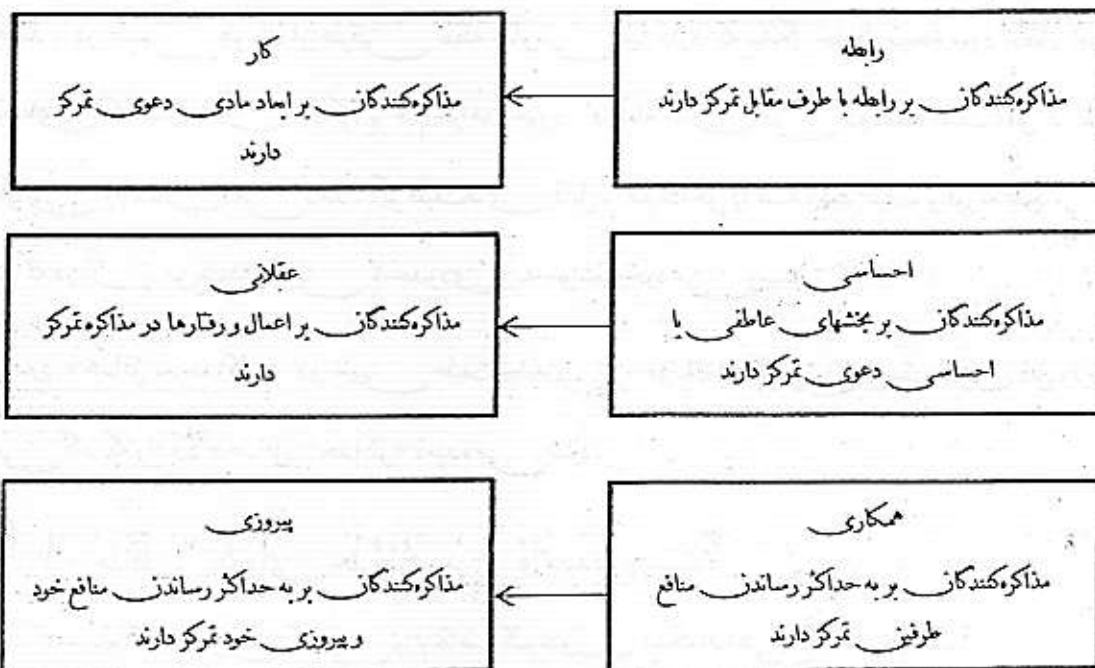 رابطه
مذاکره‌کنندگان بر رابطه با طرف مقابل تمرکز دارند
کار
مذاکره‌کنندگان بر ابعاد مادی دعوی تمرکز
دارند
احساسی
مذاکره‌کنندگان بر بخشهای عاطفی یا
احساسی دعوی تمرکز دارند
عقلانی
مذاکره‌کنندگان بر اعمال و رفتارها در مذاکره تمرکز
دارند
همکاری
مذاکره‌کنندگان بر به حداکثر رساندن منافع
طرفین تمرکز دارند
پیروزی
مذاکره‌کنندگان بر به حداکثر رساندن منافع خود
و پیروزی خود تمرکز دارند